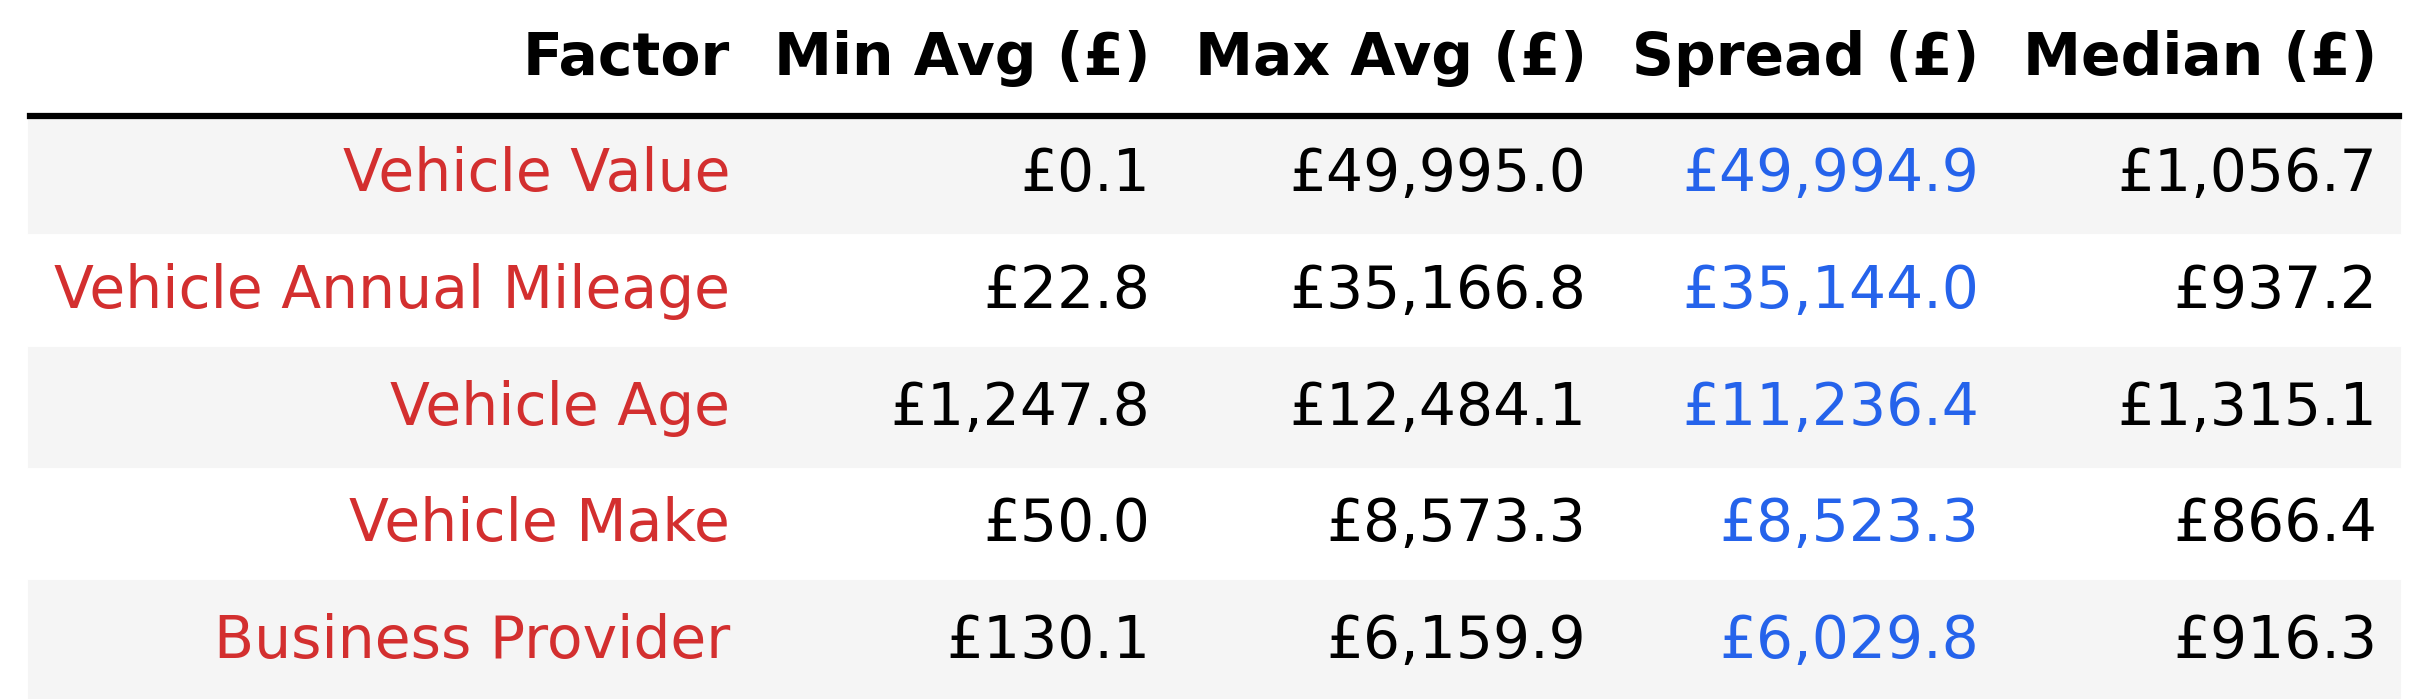 Factor Min Avg (£) Max Avg (£) Spread (£) Median (£)
Vehicle Value £0.1 £49,995.0 £49,994.9 £1,056.7
Vehicle Annual Mileage £22.8 £35,166.8 £35,144.0 £937.2
Vehicle Age £1,247.8 £12,484.1 £11,236.4 £1,315.1
Vehicle Make £50.0 £8,573.3 £8,523.3 £866.4
Business Provider £130.1 £6,159.9 £6,029.8 £916.3